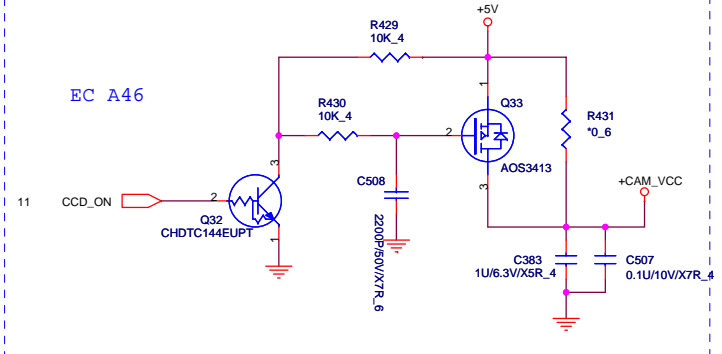 +5V
R429
10K_4
EC A46
R430
10K_4
1
Q33
R431
*0_6
2
AOS3413
3
3
C508
+CAM_VCC
11
CCD_ON
2
Q32
CHDTC144EUPT
1
2200P/50V/X7R_6
C383
1U/6.3V/X5R_4
C507
0.1U/10V/X7R_4